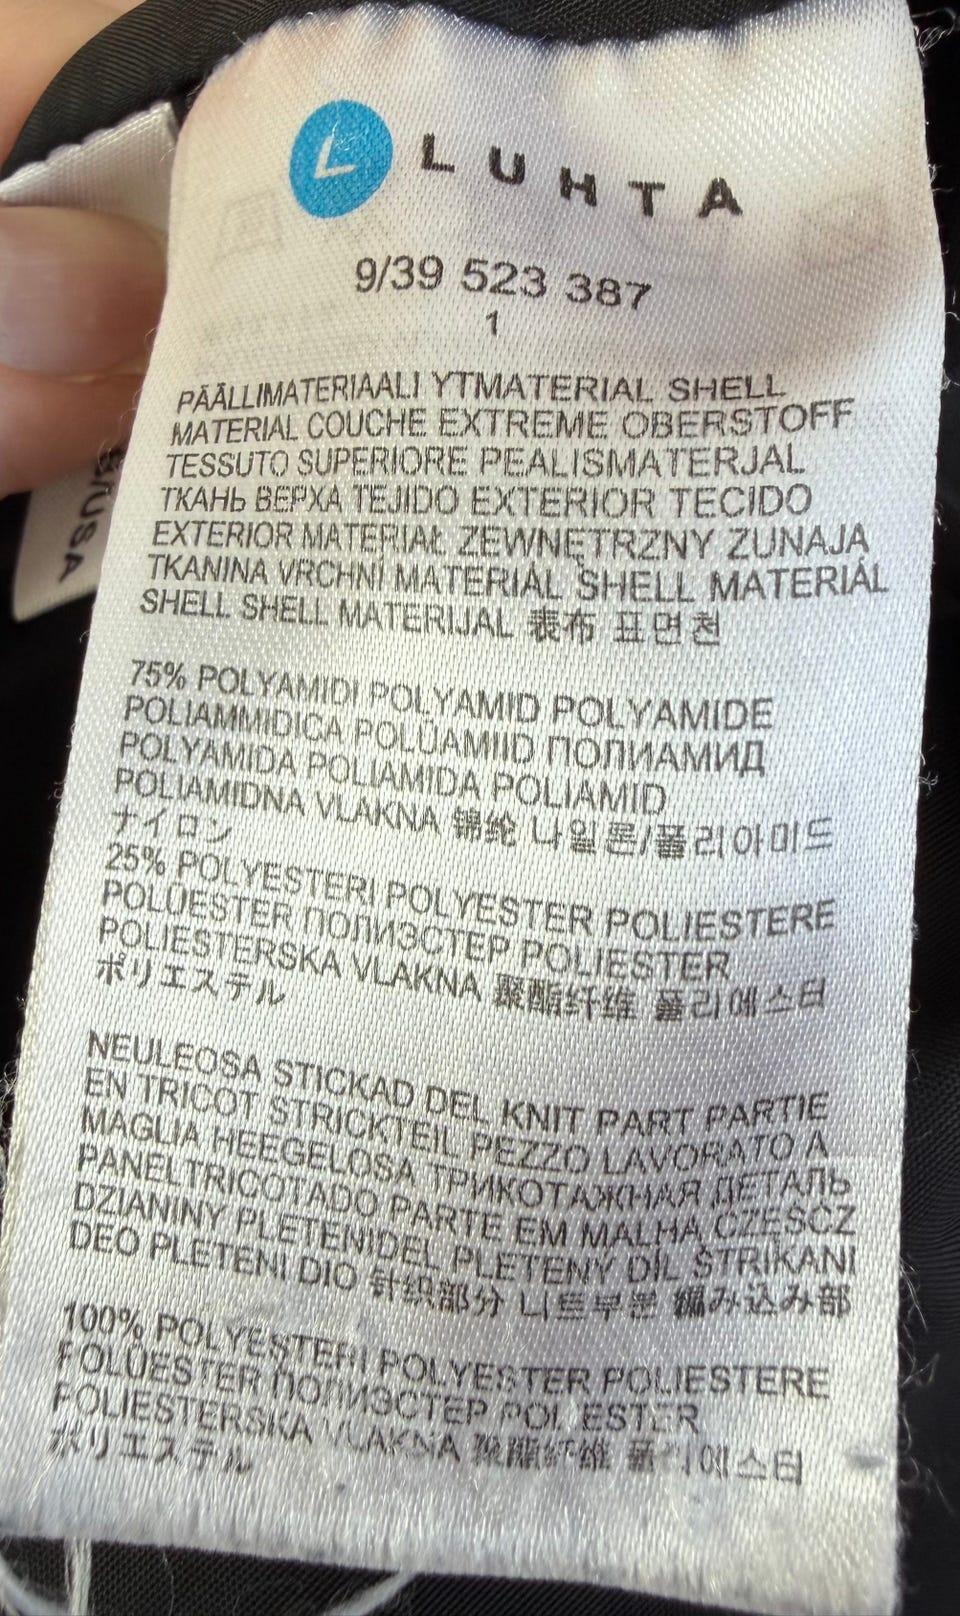 L LUHTA
9/39 523 387
1
PÄÄLLIMATERIAALI YTMATERIAL SHELL
MATERIAL COUCHE EXTREME OBERSTOFF
TESSUTO SUPERIORE PEALISMATERJAL
ТКАНЬ ВЕРХА TEJIDO EXTERIOR TECIDO
EXTERIOR MATERIAŁ ZEWNĘTRZNY ZUNAJA
TKANINA VRCHNÍ MATERIÁL SHELL MATERIÁL
SHELL SHELL MATERIJAL 表布 표면천
75% POLYAMIDI POLYAMID POLYAMIDE
POLIAMMIDICA POLÜAMIID ПОЛИАМИД
POLYAMIDA POLIAMIDA POLIAMID
POLIAMIDNA VLAKNA 锦纶 나일론/폴리아미드
ナイロン
25% POLYESTERI POLYESTER POLIESTERE
POLÜESTER ПОЛИЭСТЕР POLIESTER
POLIESTERSKA VLAKNA 聚酯纤维 폴리에스터
ポリエステル
NEULEOSA STICKAD DEL KNIT PART PARTIE
EN TRICOT STRICKTEIL PEZZO LAVORATO A
MAGLIA HEEGELOSA ТРИКОТАЖНАЯ ДЕТАЛЬ
PANELTRICOTADO PARTE EM MALHA CZESCZ
DZIANINY PLETENIDEL PLETENY DÍL ŠTRIKANI
DEO PLETENI DIO 针织部分 니트부분 編み込み部
100% POLYESTERI POLYESTER POLIESTERE
POLÜESTER ПОЛИЭСТЕР POLIESTER
POLIESTERSKA VLAKNA 聚酯纤维 폴리에스터
ポリエステル
/USA